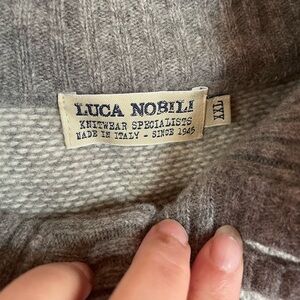 LUCA NOBILI
KNITWEAR SPECIALISTS
MADE IN ITALY - SINCE 1945
XXL